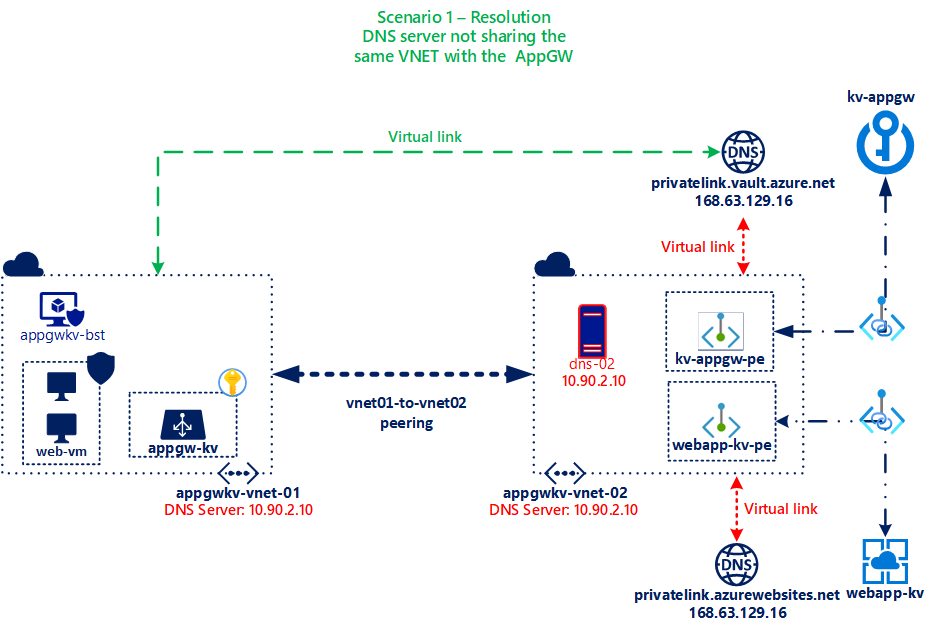 Scenario 1 – Resolution
DNS server not sharing the
same VNET with the AppGW
kv-appgw
Virtual link
DNS
privatelink.vault.azure.net
168.63.129.16
Virtual link
appgwkv-bst
dns-02
10.90.2.10
kv-appgw-pe
vnet01-to-vnet02
peering
web-vm
appgw-kv
webapp-kv-pe
appgwkv-vnet-01
DNS Server: 10.90.2.10
appgwkv-vnet-02
DNS Server: 10.90.2.10
Virtual link
DNS
privatelink.azurewebsites.net
168.63.129.16
webapp-kv